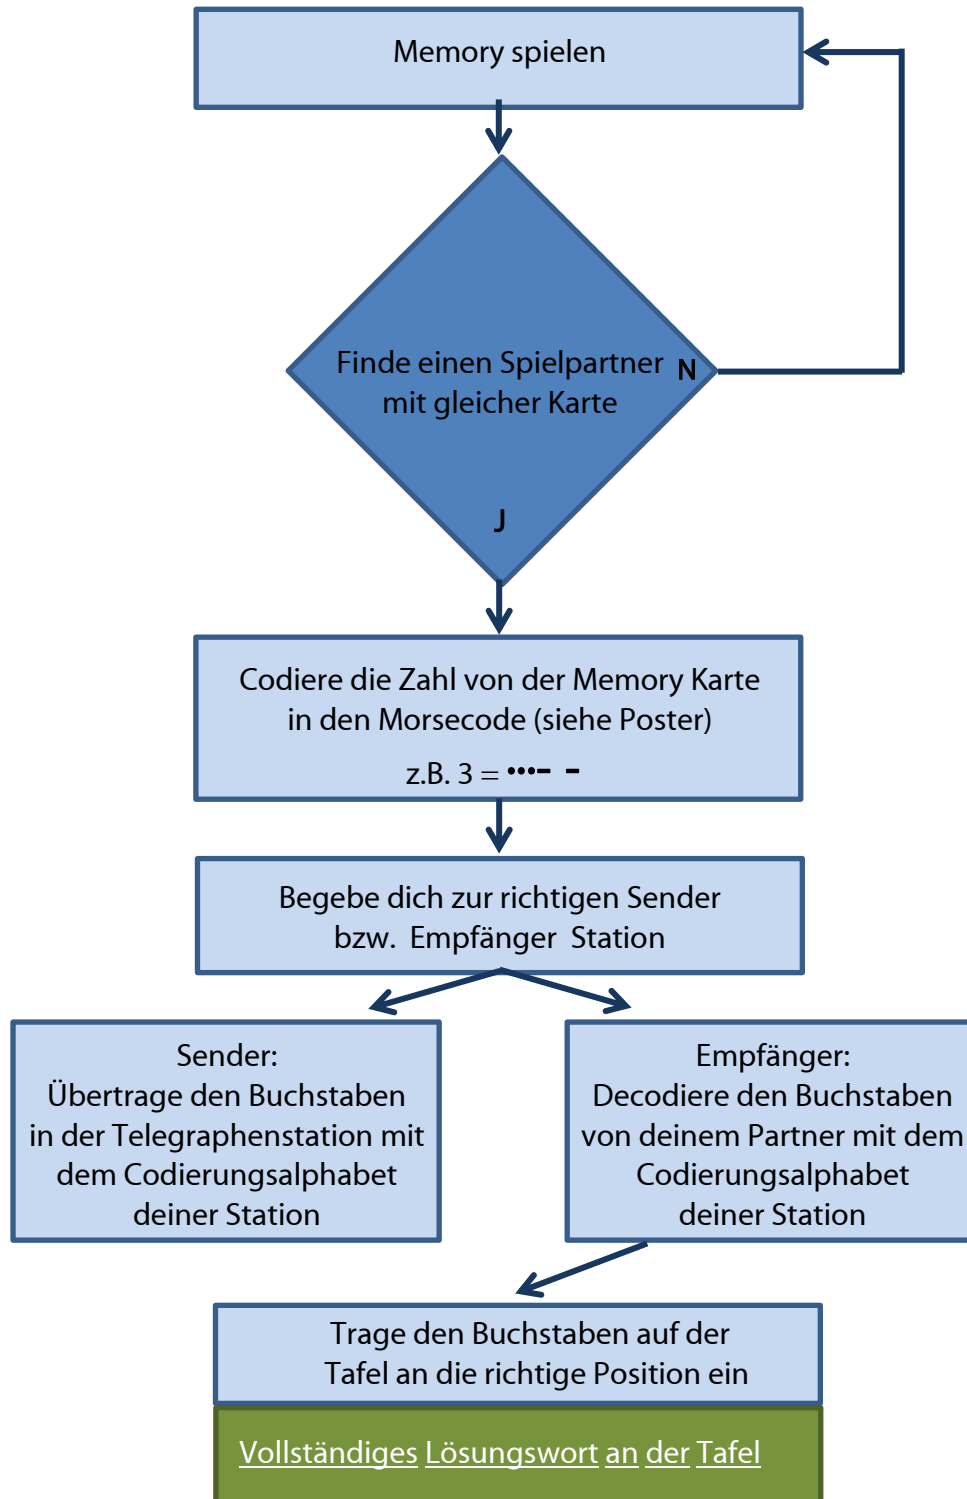 Memory spielen
Finde einen Spielpartner
N
mit gleicher Karte
J
Codiere die Zahl von der Memory Karte
in den Morsecode (siehe Poster)
z.B. 3 = •••– –
Begebe dich zur richtigen Sender
bzw. Empfänger Station
Sender:
Übertrage den Buchstaben
in der Telegraphenstation mit
dem Codierungsalphabet
deiner Station
Empfänger:
Decodiere den Buchstaben
von deinem Partner mit dem
Codierungsalphabet
deiner Station
Trage den Buchstaben auf der
Tafel an die richtige Position ein
Vollständiges Lösungswort an der Tafel